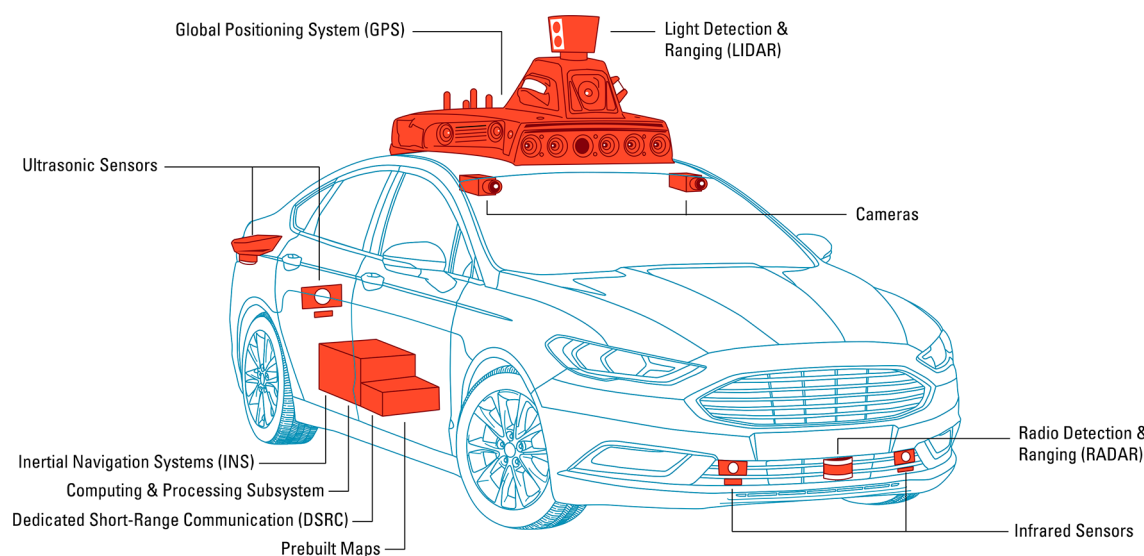 Global Positioning System (GPS)
Light Detection &
Ranging (LIDAR)
Ultrasonic Sensors
Cameras
Radio Detection &
Ranging (RADAR)
Inertial Navigation Systems (INS)
Computing & Processing Subsystem
Dedicated Short-Range Communication (DSRC)
Prebuilt Maps
Infrared Sensors